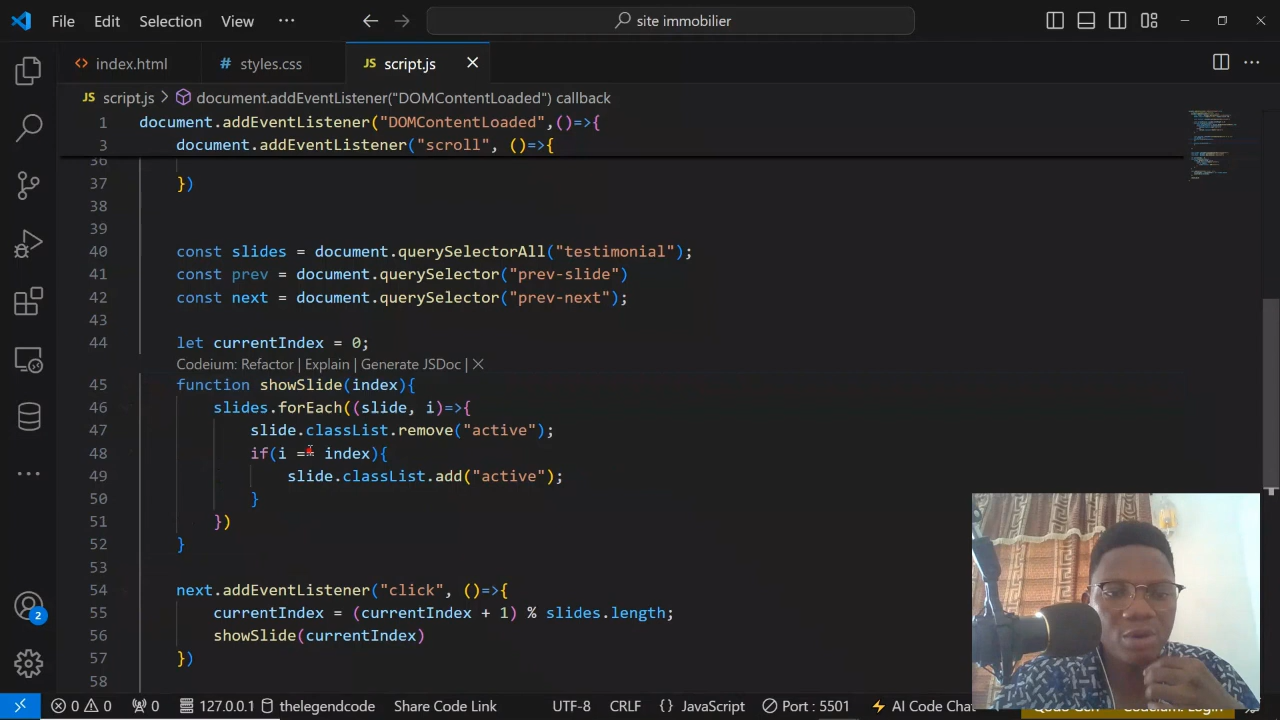 File Edit Selection View ··· site immobilier
index.html styles.css JS script.js
JS script.js > document.addEventListener("DOMContentLoaded") callback
1 document.addEventListener("DOMContentLoaded",()=>{
3 document.addEventListener("scroll", ()=>{
36
37 })
38
39
40 const slides = document.querySelectorAll("testimonial");
41 const prev = document.querySelector("prev-slide")
42 const next = document.querySelector("prev-next");
43
44 let currentIndex = 0;
Codeium: Refactor | Explain | Generate JSDoc | ×
45 function showSlide(index){
46 slides.forEach((slide, i)=>{
47 slide.classList.remove("active");
48 if(i == index){
49 slide.classList.add("active");
50 }
51 })
52 }
53
54 next.addEventListener("click", ()=>{
55 currentIndex = (currentIndex + 1) % slides.length;
56 showSlide(currentIndex)
57 })
58
2
0 0 0 127.0.0.1 thelegendcode Share Code Link UTF-8 CRLF {} JavaScript Port : 5501 AI Code Chat